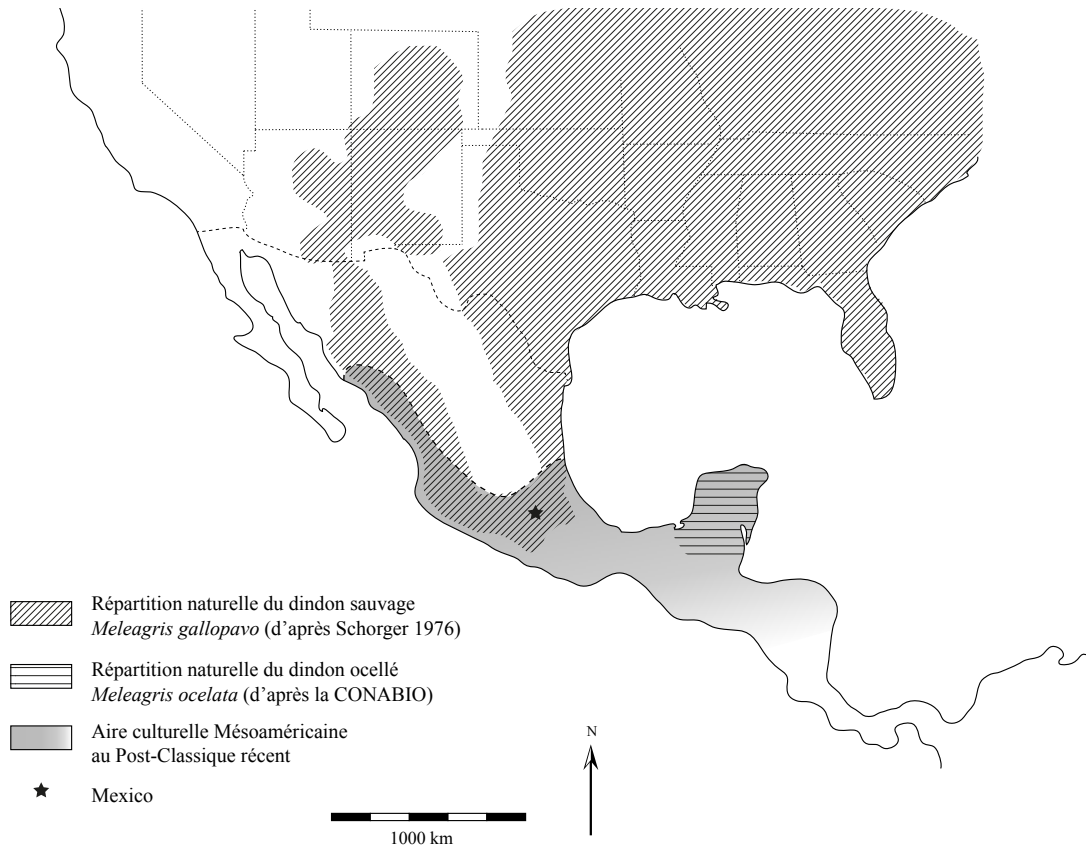 Répartition naturelle du dindon sauvage
Meleagris gallopavo (d'après Schorger 1976)
Répartition naturelle du dindon ocellé
Meleagris ocelata (d'après la CONABIO)
Aire culturelle Mésoaméricaine
au Post-Classique récent
Mexico
N
1000 km